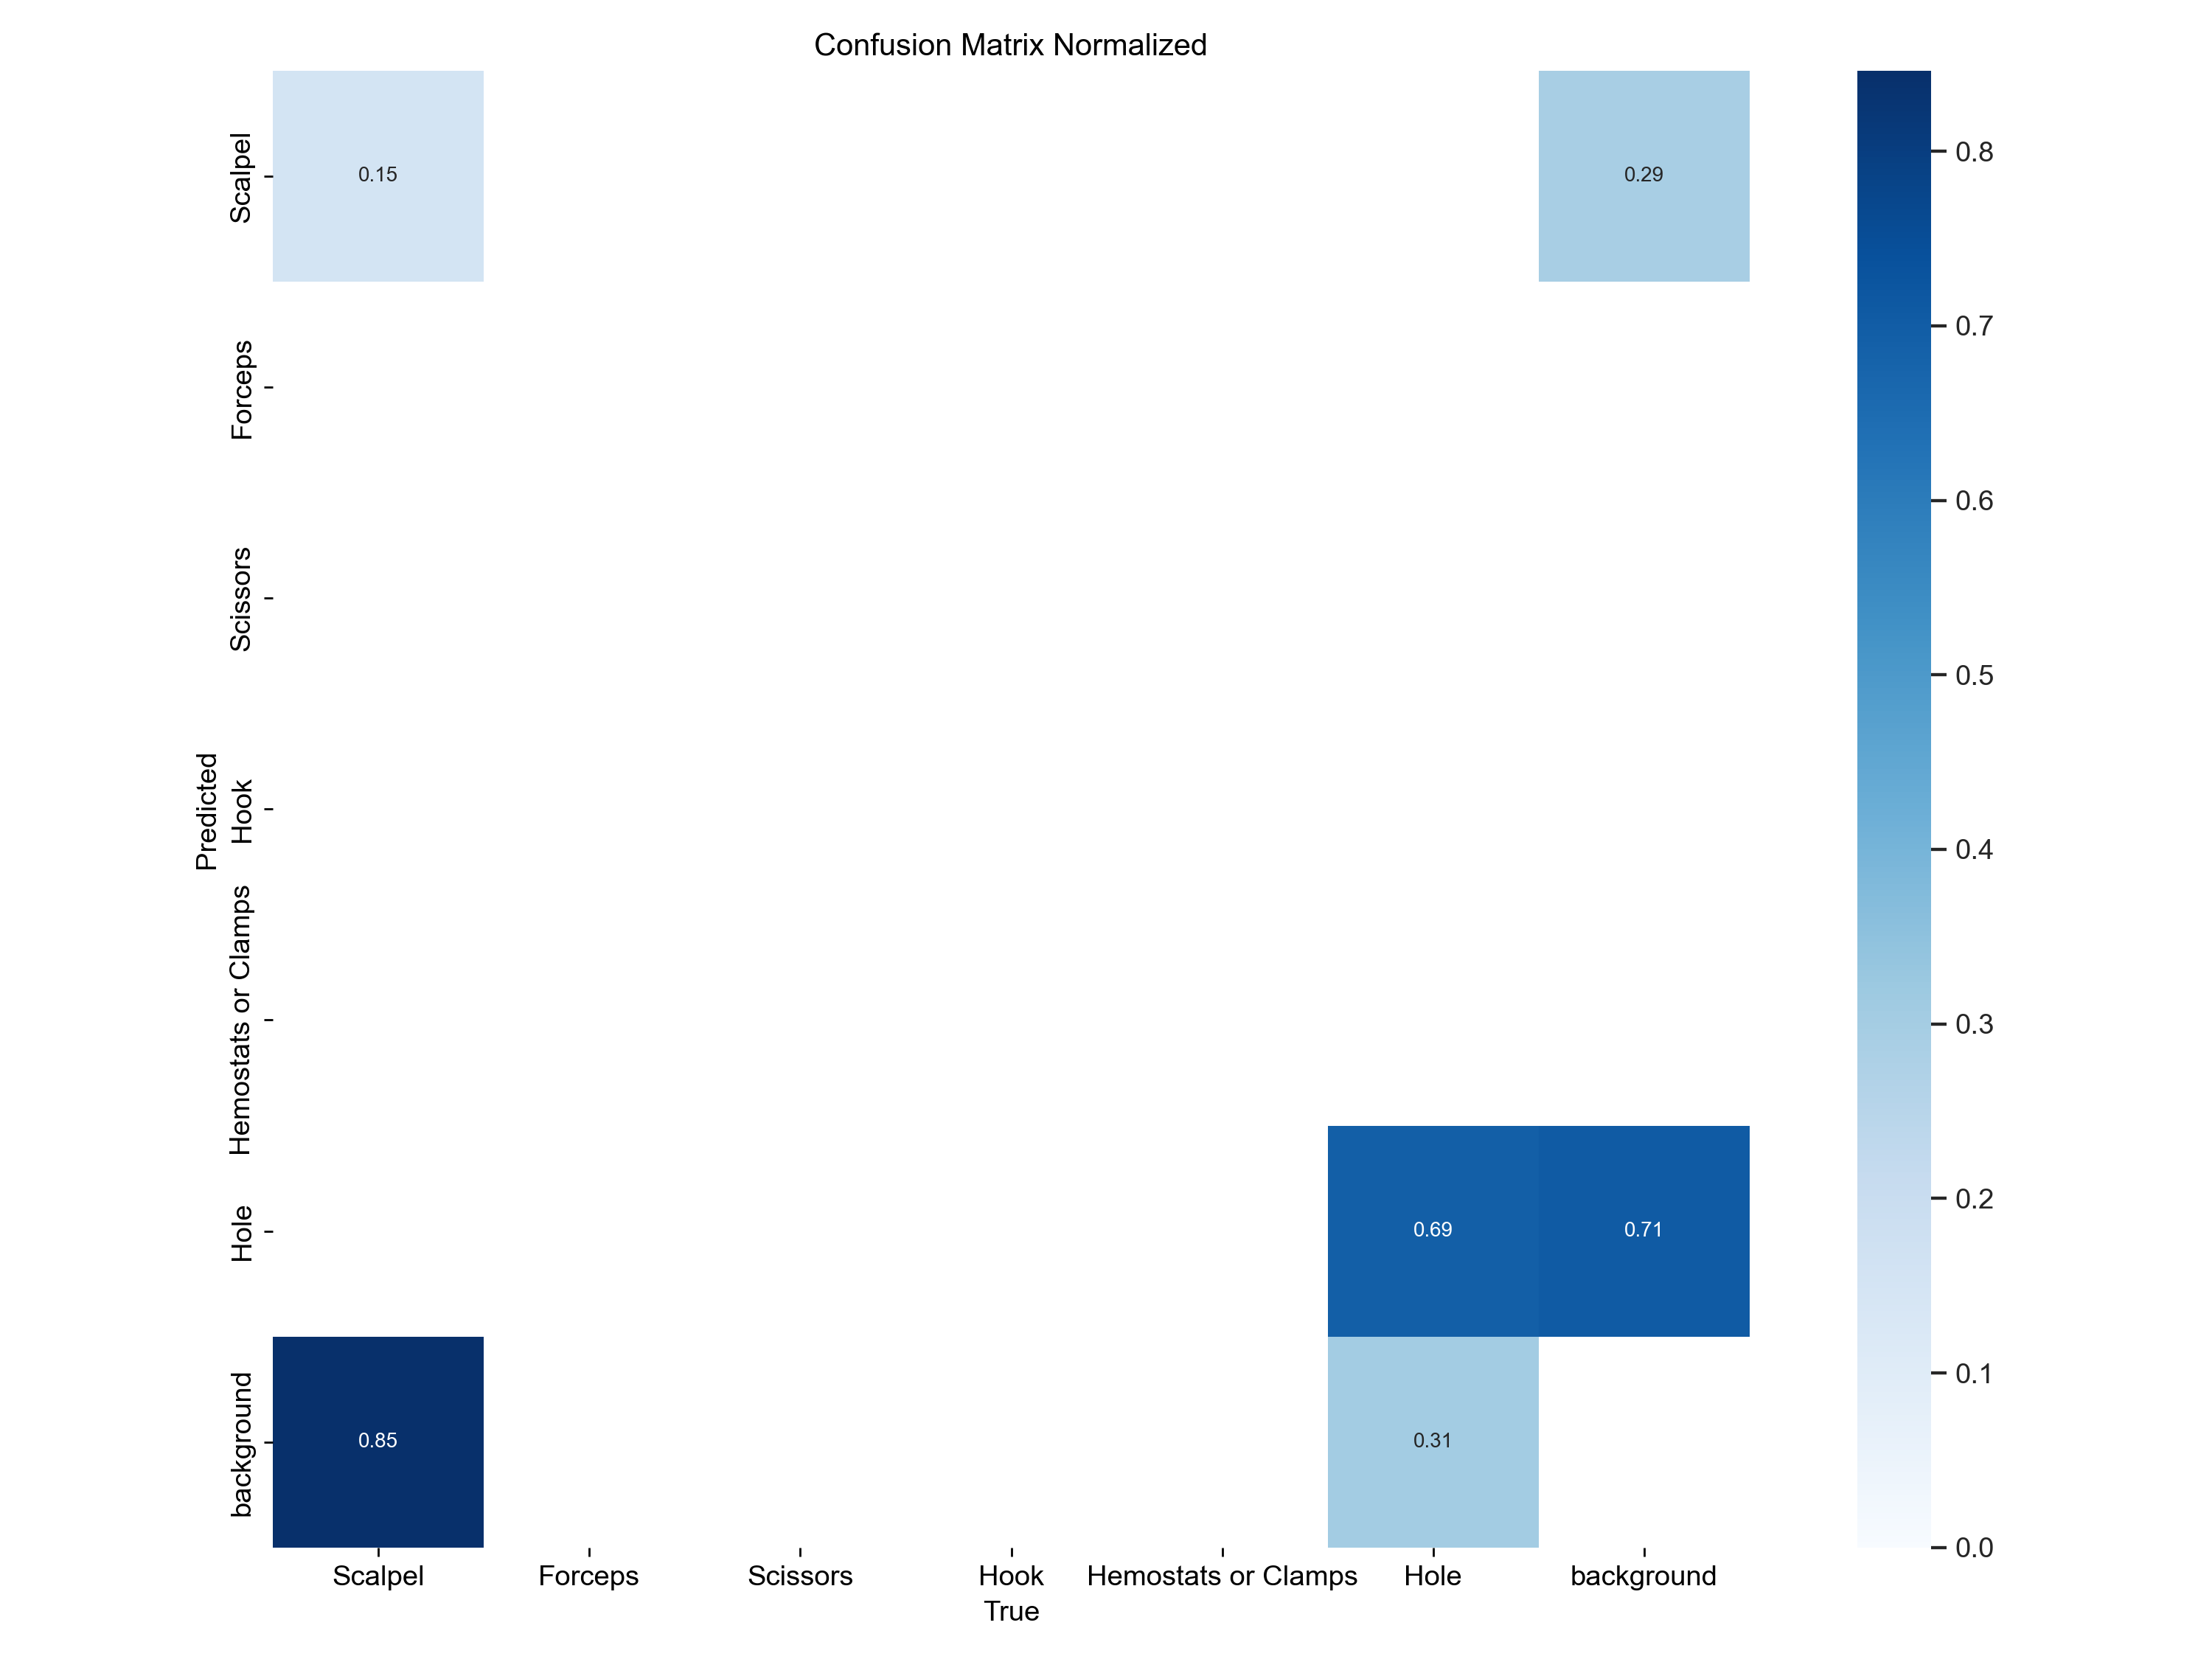 Confusion Matrix Normalized
Predicted
Scalpel
Forceps
Scissors
Hook
Hemostats or Clamps
Hole
background
0.15
0.29
0.69
0.71
0.85
0.31
Scalpel
Forceps
Scissors
Hook
Hemostats or Clamps
Hole
background
True
0.8
0.7
0.6
0.5
0.4
0.3
0.2
0.1
0.0